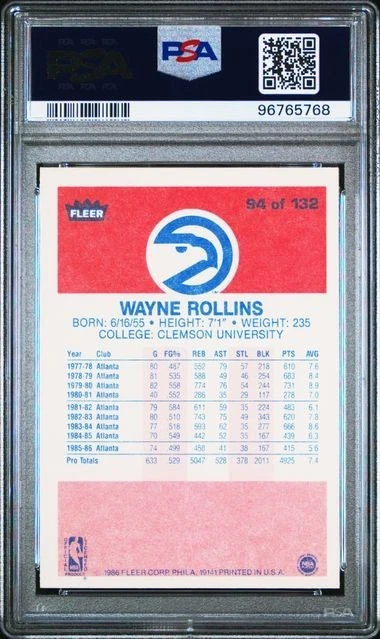 PSA
96765768
FLEER
94 of 132
WAYNE ROLLINS
BORN: 6/16/55 • HEIGHT: 7'1" • WEIGHT: 235
COLLEGE: CLEMSON UNIVERSITY
Year Club G FG% REB AST STL BLK PTS AVG
1977-78 Atlanta 80 487 552 79 57 218 610 7.6
1978-79 Atlanta 81 535 588 49 46 254 683 8.4
1979-80 Atlanta 82 558 774 76 54 244 731 8.9
1980-81 Atlanta 40 552 286 35 29 117 278 7.0
1981-82 Atlanta 79 584 611 59 35 224 483 6.1
1982-83 Atlanta 80 510 743 75 49 343 620 7.8
1983-84 Atlanta 77 518 593 62 35 277 666 8.6
1984-85 Atlanta 70 549 442 52 35 167 439 6.3
1985-86 Atlanta 74 499 458 41 38 167 415 5.6
Pro Totals 633 529 5047 528 378 2011 4925 7.4
OFFICIAL NBA LICENSED
PRODUCT
1986 FLEER CORP. PHILA. 19141 PRINTED IN U.S.A.
PSA